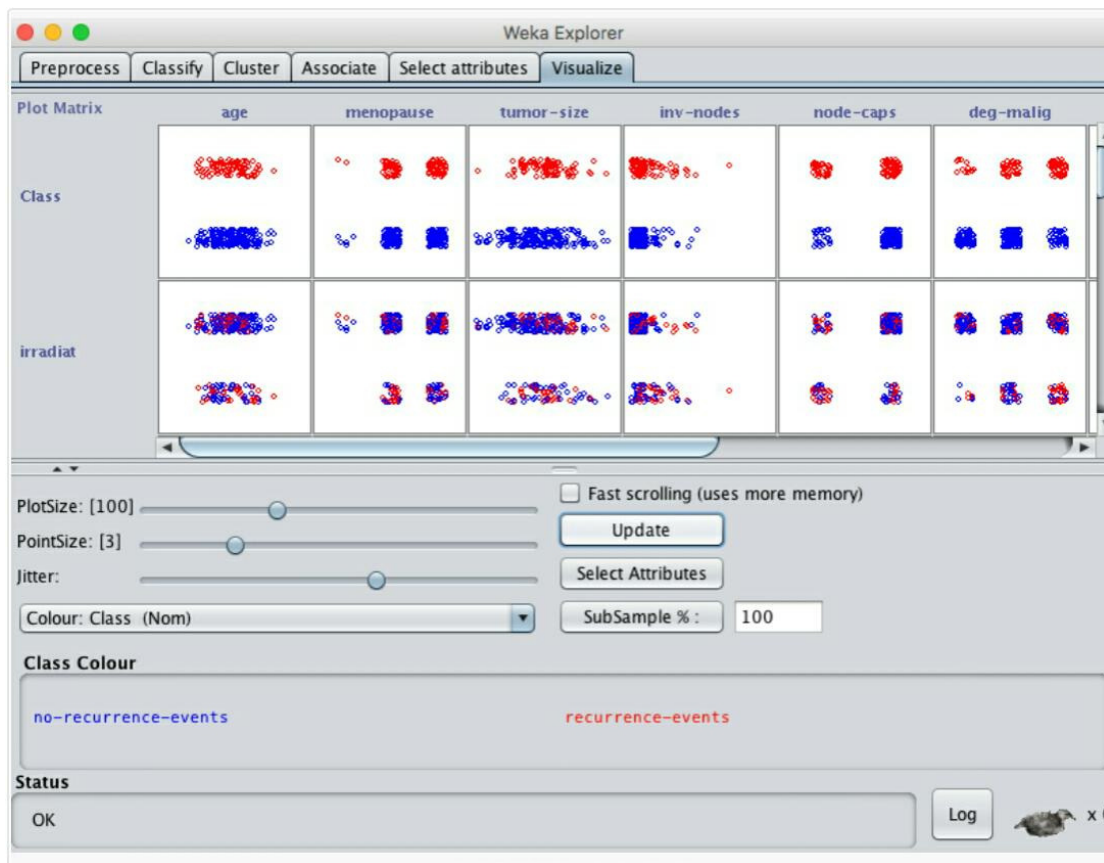 Weka Explorer
Preprocess Classify Cluster Associate Select attributes Visualize
Plot Matrix age menopause tumor-size inv-nodes node-caps deg-malig
Class
irradiat
PlotSize: [100] Fast scrolling (uses more memory)
Update
PointSize: [3]
Select Attributes
Jitter:
Colour: Class (Nom) SubSample % : 100
Class Colour
no-recurrence-events recurrence-events
Status
OK Log x